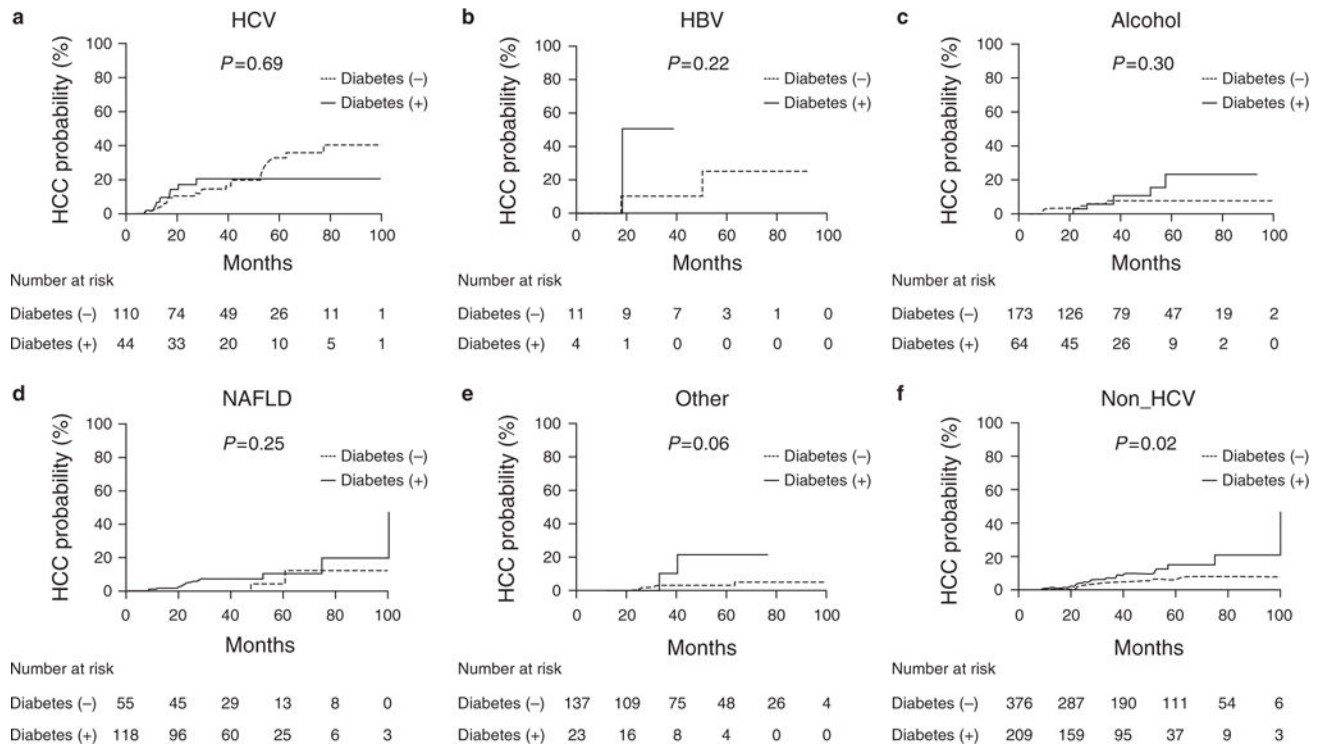 a HCV
HCC probability (%)
100
80
60
40
20
0
P=0.69
Diabetes (–)
Diabetes (+)
0 20 40 60 80 100
Months
Number at risk
Diabetes (–) 110 74 49 26 11 1
Diabetes (+) 44 33 20 10 5 1
b HBV
HCC probability (%)
100
80
60
40
20
0
P=0.22
Diabetes (–)
Diabetes (+)
0 20 40 60 80 100
Months
Number at risk
Diabetes (–) 11 9 7 3 1 0
Diabetes (+) 4 1 0 0 0 0
c Alcohol
HCC probability (%)
100
80
60
40
20
0
P=0.30
Diabetes (–)
Diabetes (+)
0 20 40 60 80 100
Months
Number at risk
Diabetes (–) 173 126 79 47 19 2
Diabetes (+) 64 45 26 9 2 0
d NAFLD
HCC probability (%)
100
80
60
40
20
0
P=0.25
Diabetes (–)
Diabetes (+)
0 20 40 60 80 100
Months
Number at risk
Diabetes (–) 55 45 29 13 8 0
Diabetes (+) 118 96 60 25 6 3
e Other
HCC probability (%)
100
80
60
40
20
0
P=0.06
Diabetes (–)
Diabetes (+)
0 20 40 60 80 100
Months
Number at risk
Diabetes (–) 137 109 75 48 26 4
Diabetes (+) 23 16 8 4 0 0
f Non_HCV
HCC probability (%)
100
80
60
40
20
0
P=0.02
Diabetes (–)
Diabetes (+)
0 20 40 60 80 100
Months
Number at risk
Diabetes (–) 376 287 190 111 54 6
Diabetes (+) 209 159 95 37 9 3